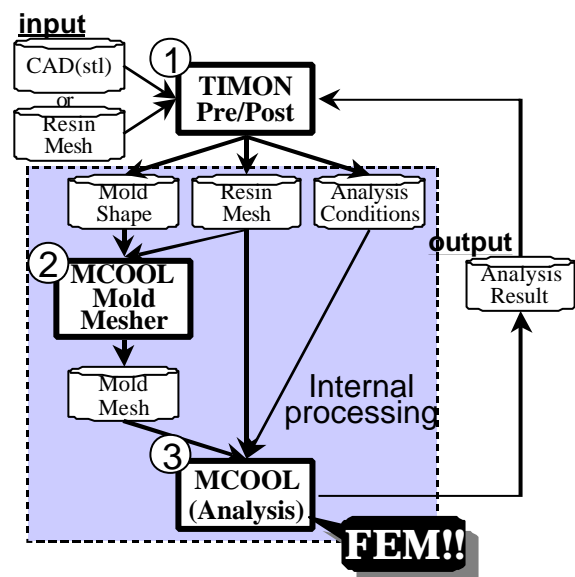 input
CAD(stl)
or
Resin
Mesh
1
TIMON
Pre/Post
Mold
Shape
Resin
Mesh
Analysis
Conditions
output
Analysis
Result
2
MCOOL
Mold
Mesher
Mold
Mesh
Internal
processing
3
MCOOL
(Analysis)
FEM!!